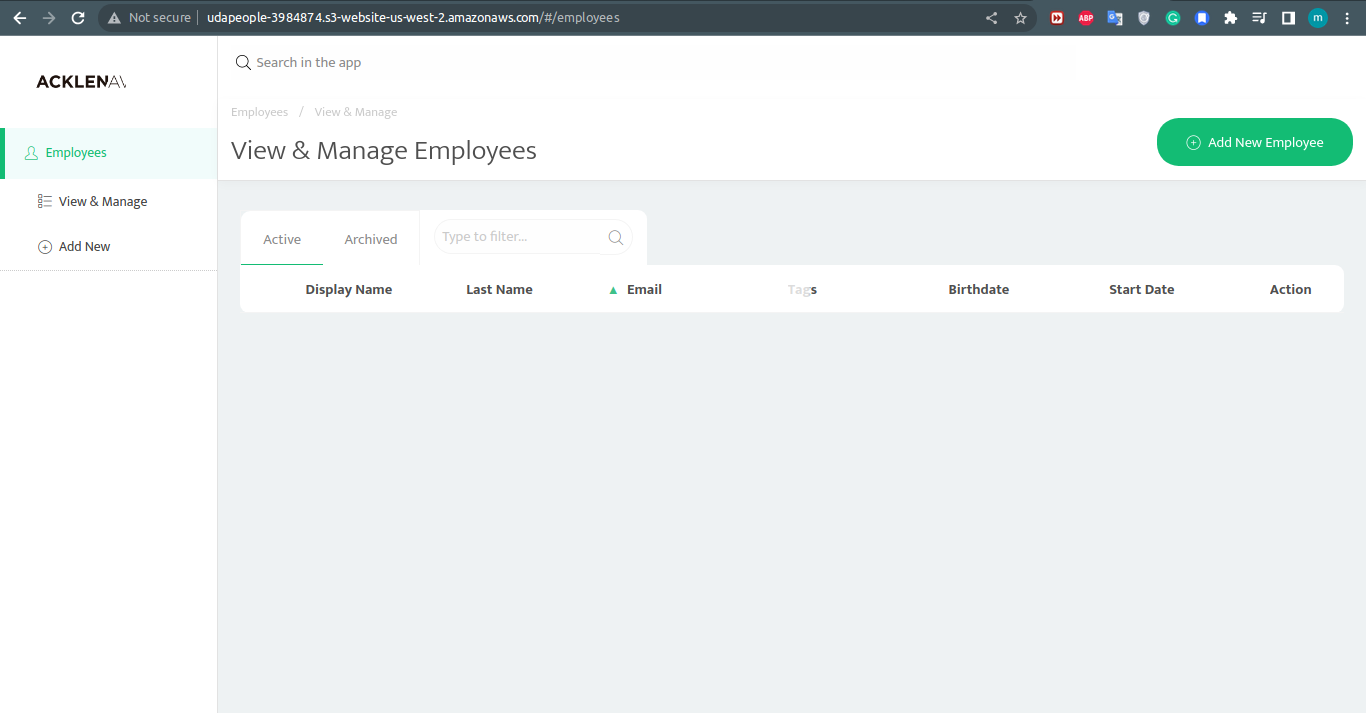 Not secure
udapeople-3984874.s3-website-us-west-2.amazonaws.com/#/employees
ABP
m
ACKLENAV
Search in the app
Employees / View & Manage
View & Manage Employees
Add New Employee
Employees
View & Manage
Add New
Active Archived Type to filter...
Display Name Last Name Email Tags Birthdate Start Date Action